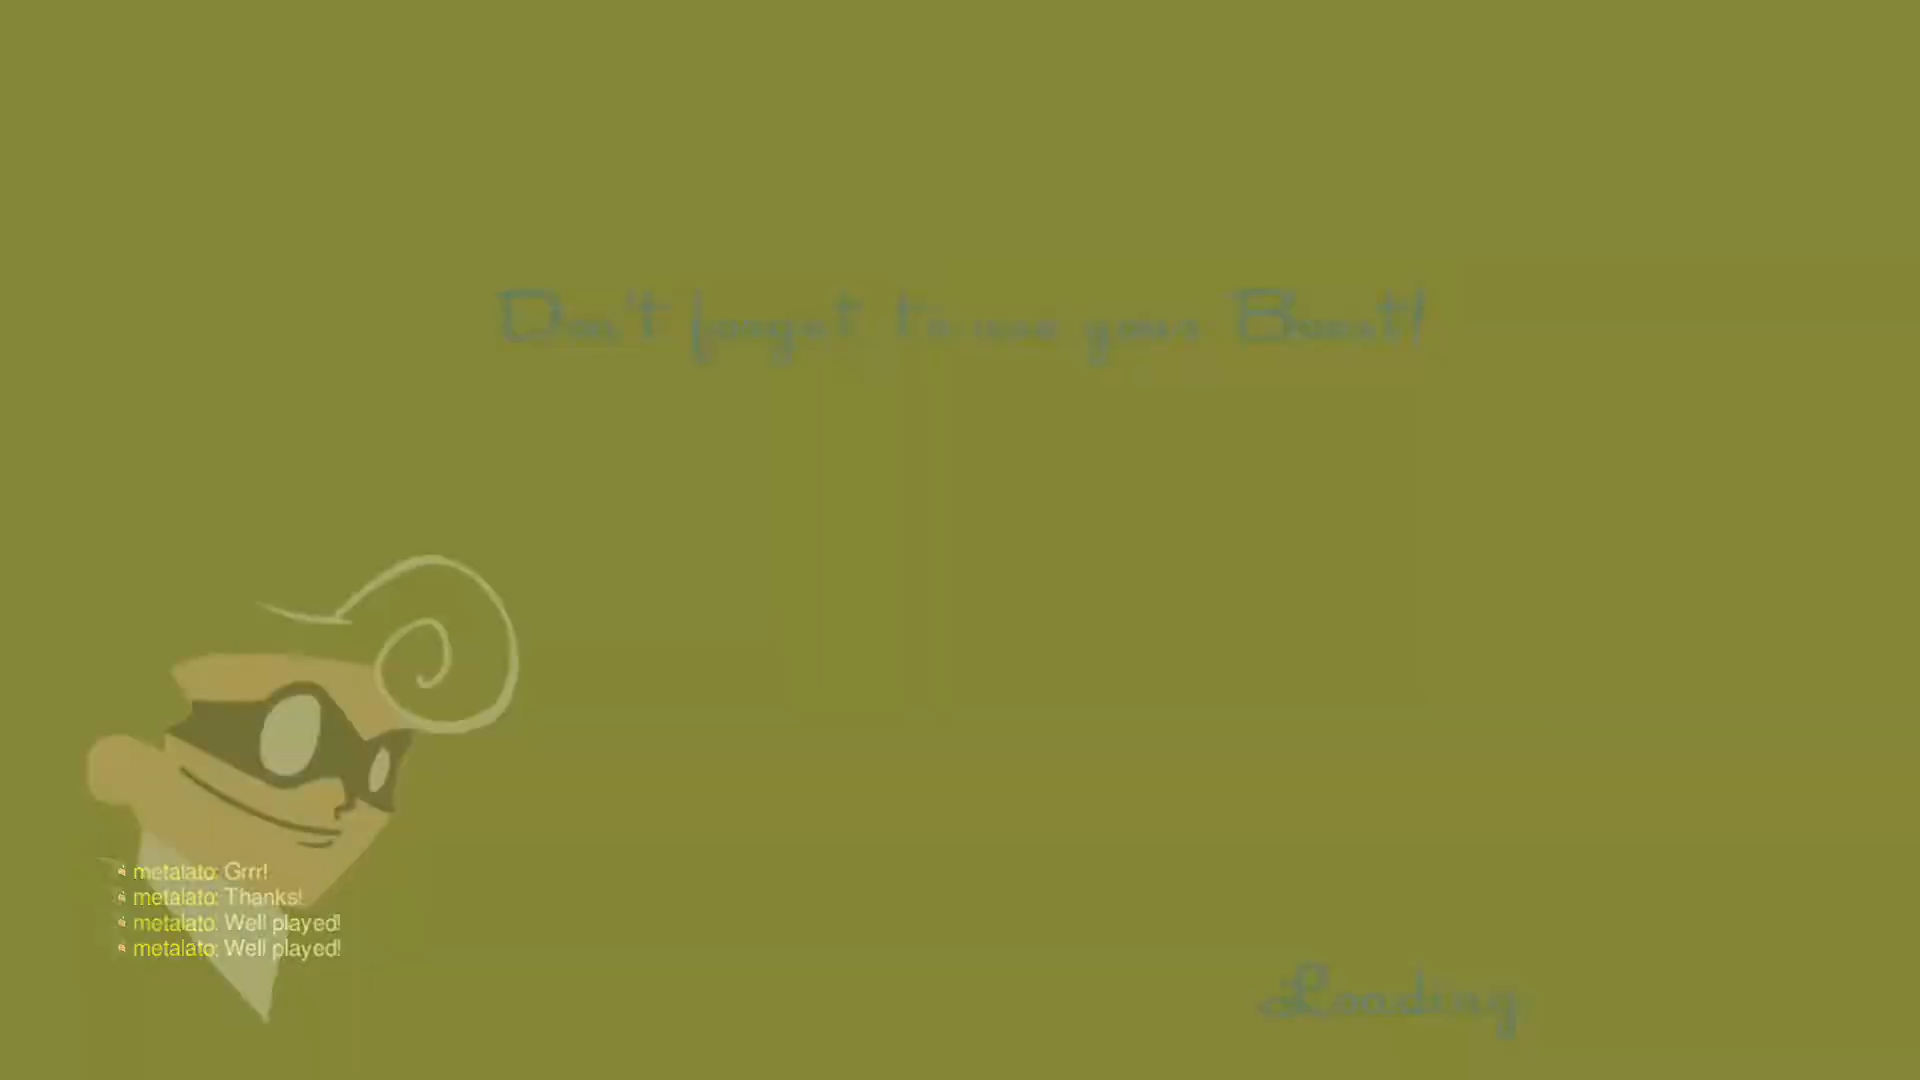 Don't forget to use your Boost!
metalato: Grrr!
metalato: Thanks!
metalato: Well played!
metalato: Well played!
Loading